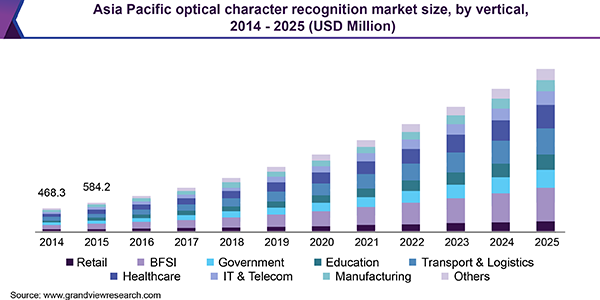 Asia Pacific optical character recognition market size, by vertical,
2014 - 2025 (USD Million)
468.3
584.2
2014 2015 2016 2017 2018 2019 2020 2021 2022 2023 2024 2025
Retail BFSI Government Education Transport & Logistics
Healthcare IT & Telecom Manufacturing Others
Source: www.grandviewresearch.com